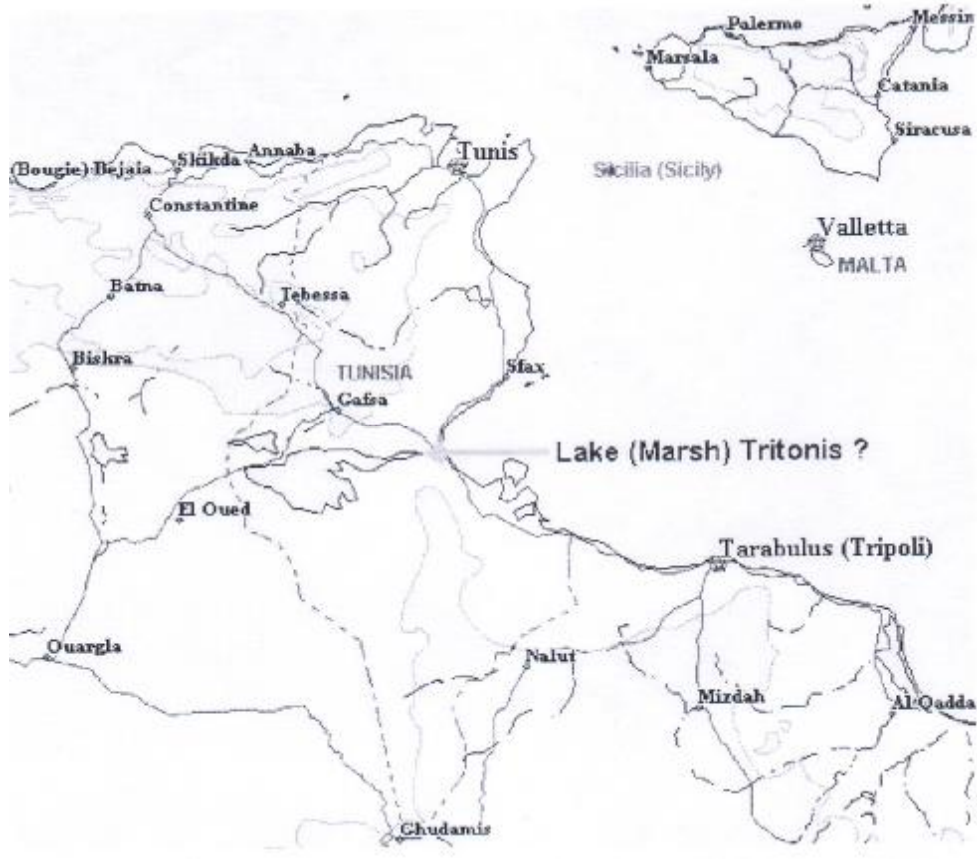 Palermo
Messin
Marsala
Catania
Siracusa
Sicilia (Sicily)
Valletta
MALTA
(Bougie) Bejaia
Skikda
Annaba
Tunis
Constantine
Batna
Tebessa
Biskra
TUNISIA
Sfax
Gafsa
Lake (Marsh) Tritonis ?
El Oued
Tarabulus (Tripoli)
Ouargla
Nalut
Mizdah
Al Qadda
Ghudamis